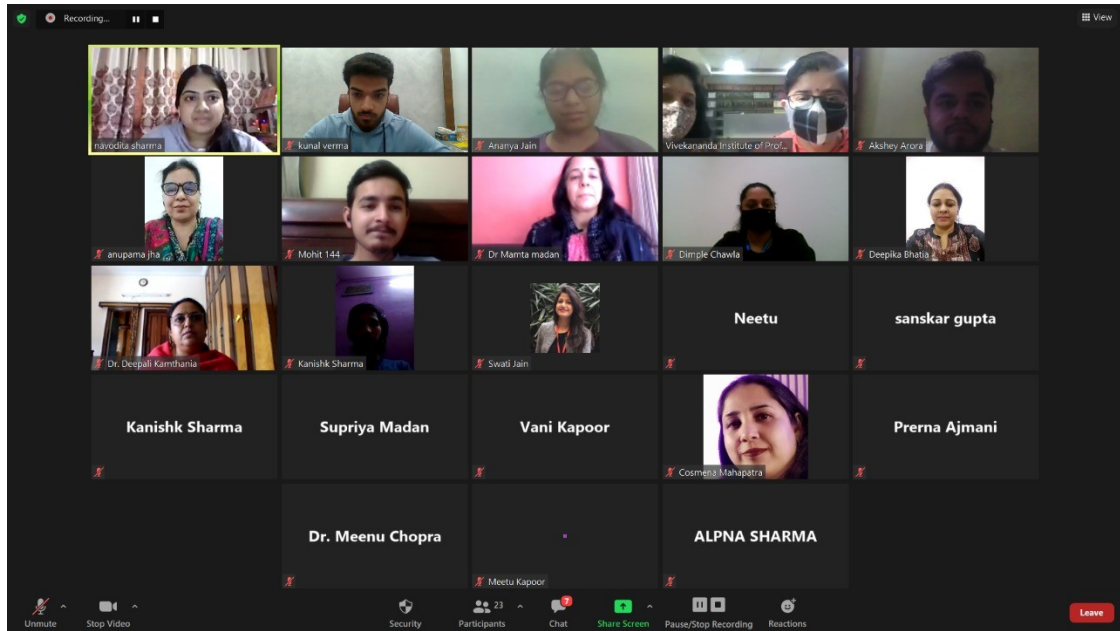 Recording...
View
navodita sharma
kunal verma
Ananya Jain
Vivekananda Institute of Prof...
Akshey Arora
anupama jha
Mohit 144
Dr Mamta madan
Dimple Chawla
Deepika Bhatia
Dr. Deepali Kamthania
Kanishk Sharma
Swati Jain
Neetu
sanskar gupta
Kanishk Sharma
Supriya Madan
Vani Kapoor
Cosmena Mahapatra
Prerna Ajmani
Dr. Meenu Chopra
Meetu Kapoor
ALPNA SHARMA
Unmute
Stop Video
Security
23
Participants
7
Chat
Share Screen
Pause/Stop Recording
Reactions
Leave